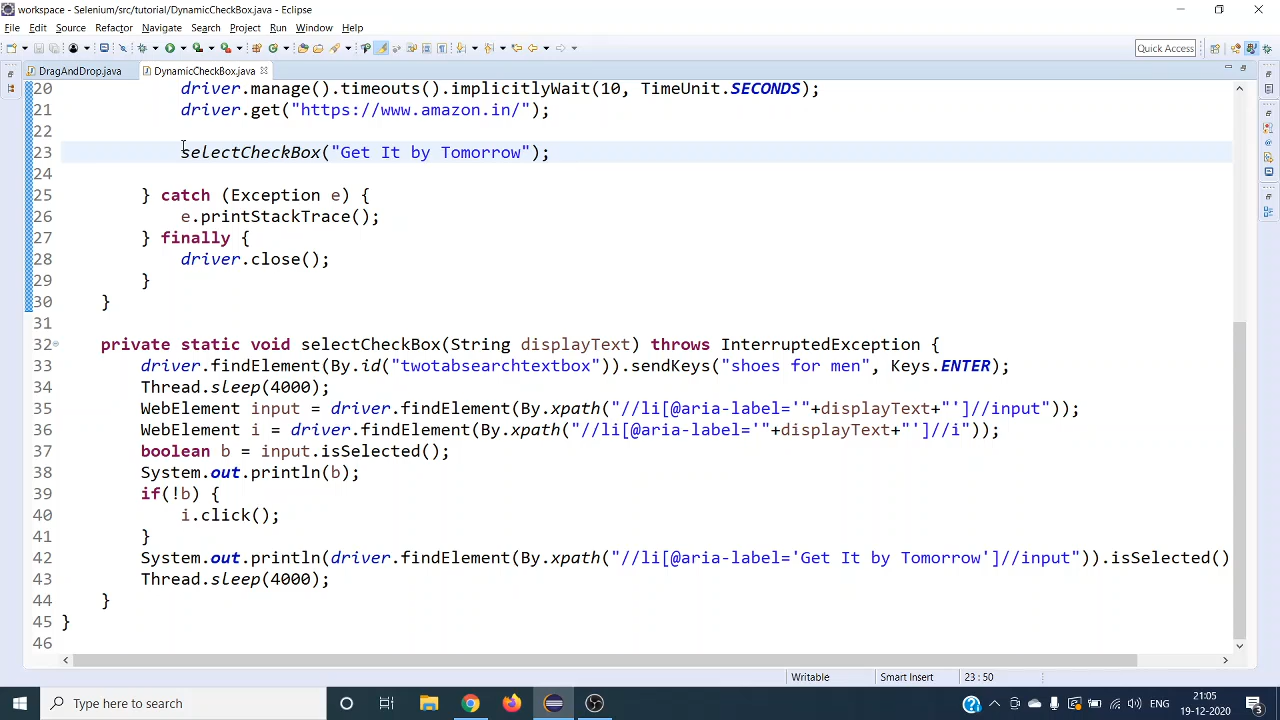 workspace - Selenium/src/tutorial/DynamicCheckBox.java - Eclipse
File Edit Source Refactor Navigate Search Project Run Window Help
Quick Access
DragAndDrop.java DynamicCheckBox.java
20 driver.manage().timeouts().implicitlyWait(10, TimeUnit.SECONDS);
21 driver.get("https://www.amazon.in/");
22
23 selectCheckBox("Get It by Tomorrow");
24
25 } catch (Exception e) {
26 e.printStackTrace();
27 } finally {
28 driver.close();
29 }
30 }
31
32 private static void selectCheckBox(String displayText) throws InterruptedException {
33 driver.findElement(By.id("twotabsearchtextbox")).sendKeys("shoes for men", Keys.ENTER);
34 Thread.sleep(4000);
35 WebElement input = driver.findElement(By.xpath("//li[@aria-label='"+displayText+"']//input"));
36 WebElement i = driver.findElement(By.xpath("//li[@aria-label='"+displayText+"']//i"));
37 boolean b = input.isSelected();
38 System.out.println(b);
39 if(!b) {
40 i.click();
41 }
42 System.out.println(driver.findElement(By.xpath("//li[@aria-label='Get It by Tomorrow']//input")).isSelected()
43 Thread.sleep(4000);
44 }
45 }
46
Writable Smart Insert 23 : 50
Type here to search
ENG
21:05
19-12-2020
3